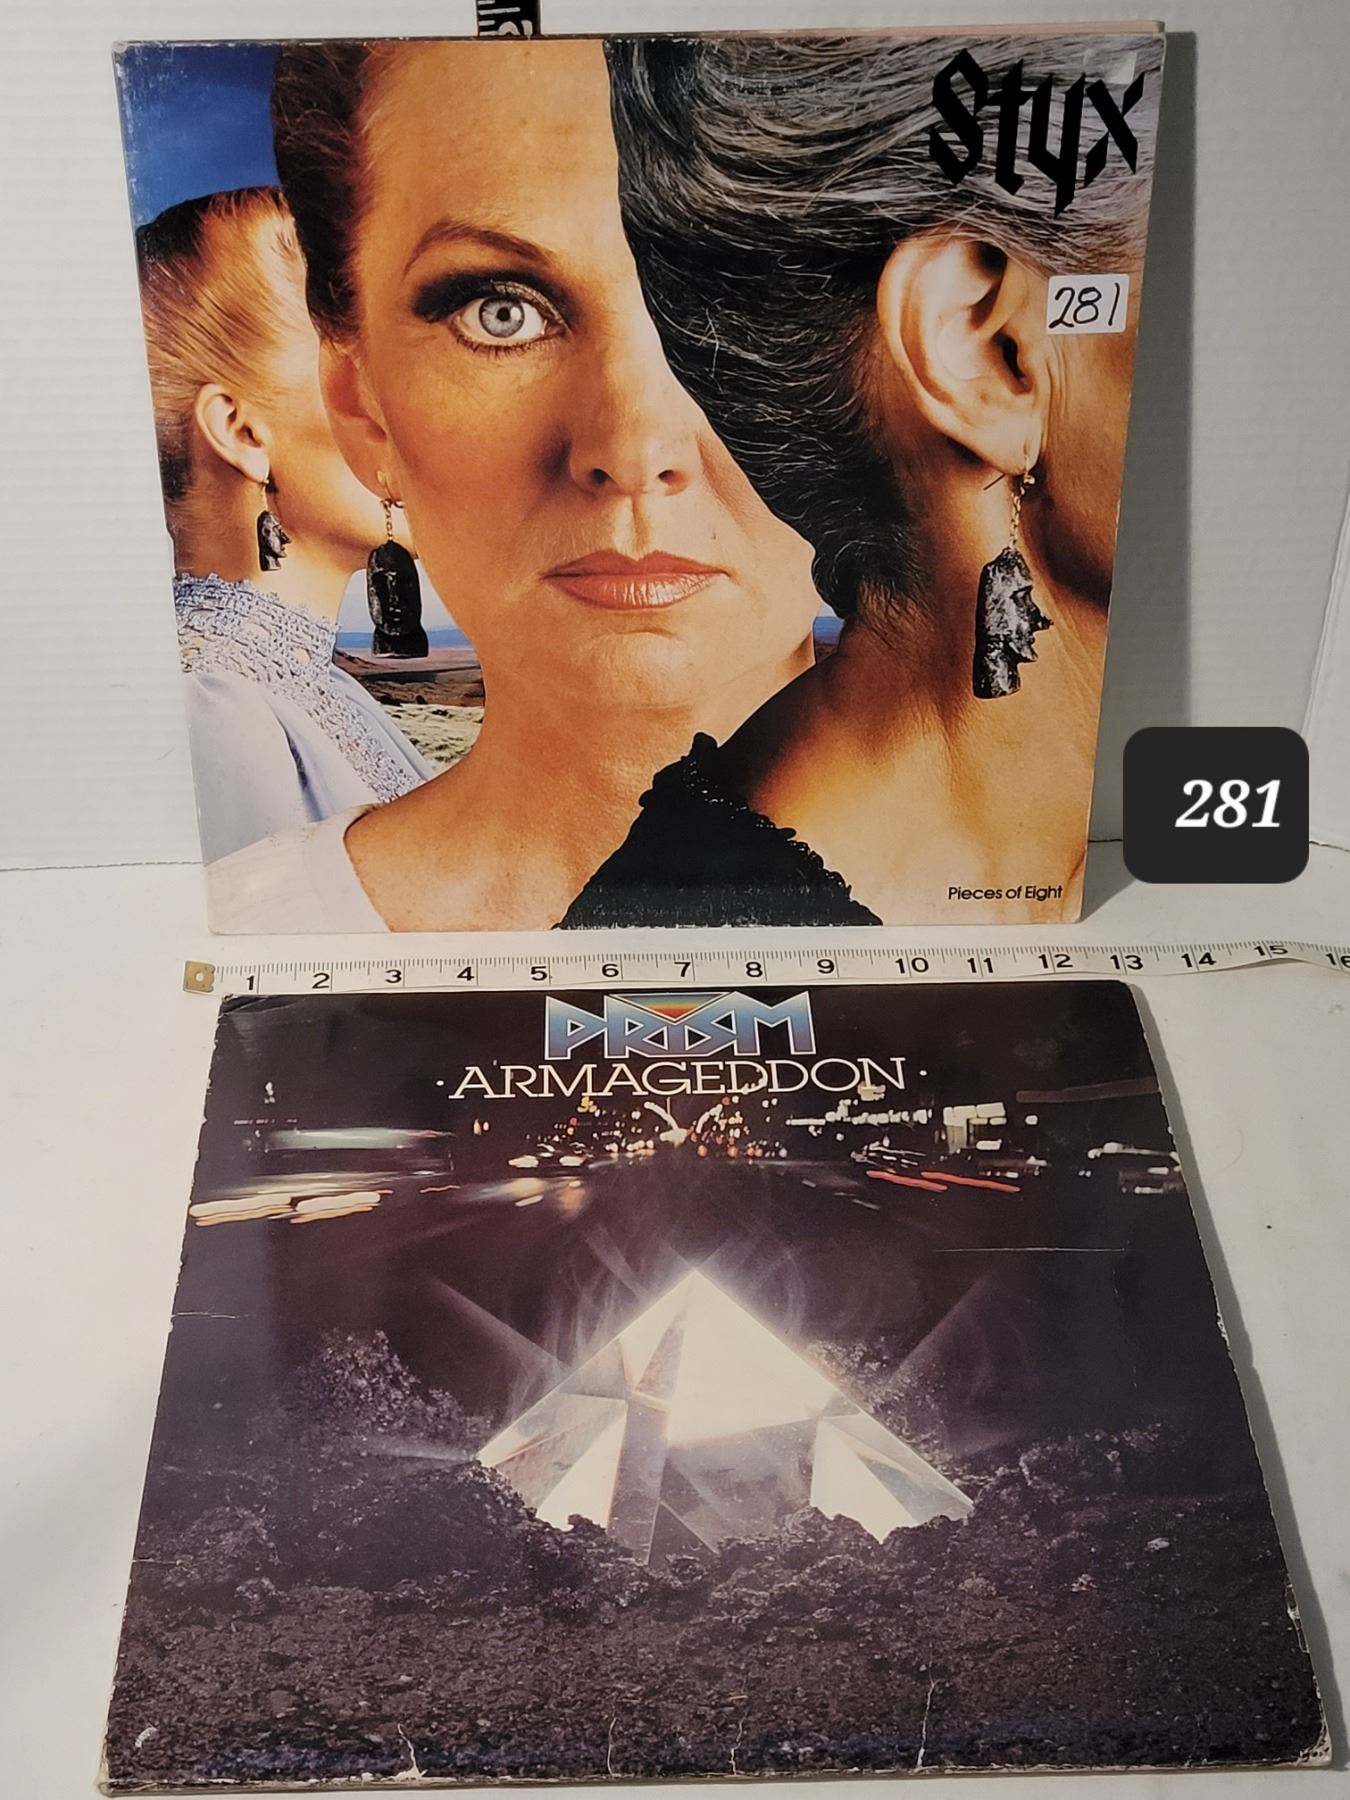 Styx
281
281
Pieces of Eight
1 2 3 4 5 6 7 8 9 10 11 12 13 14 15 16
PRISM
· ARMAGEDDON ·